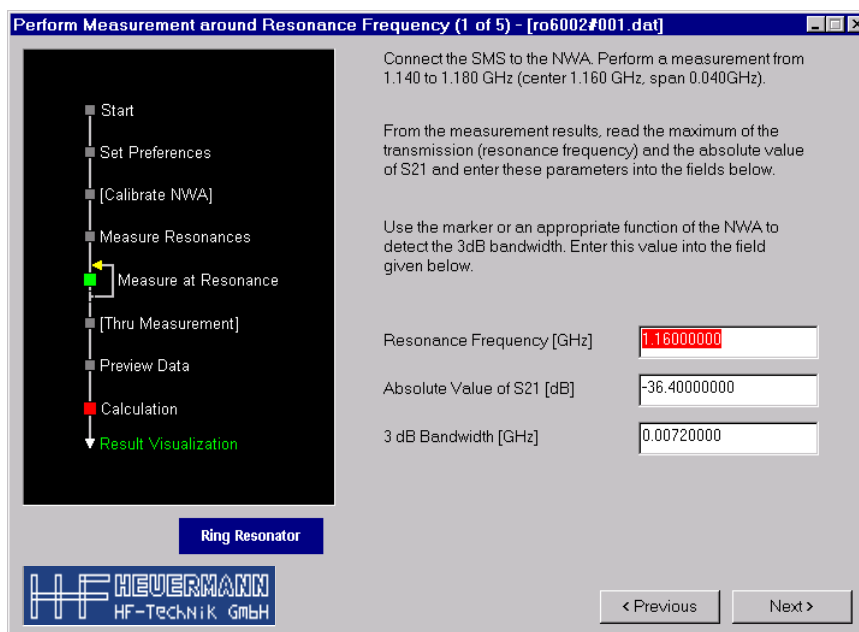 Perform Measurement around Resonance Frequency (1 of 5) - [ro6002#001.dat]
Start
Set Preferences
[Calibrate NWA]
Measure Resonances
Measure at Resonance
[Thru Measurement]
Preview Data
Calculation
Result Visualization
Ring Resonator
HF HEUERMANN
HF-Technik GmbH
Connect the SMS to the NWA. Perform a measurement from
1.140 to 1.180 GHz (center 1.160 GHz, span 0.040GHz).
From the measurement results, read the maximum of the
transmission (resonance frequency) and the absolute value
of S21 and enter these parameters into the fields below.
Use the marker or an appropriate function of the NWA to
detect the 3dB bandwidth. Enter this value into the field
given below.
Resonance Frequency [GHz] 1.16000000
Absolute Value of S21 [dB] -36.40000000
3 dB Bandwidth [GHz] 0.00720000
< Previous Next >